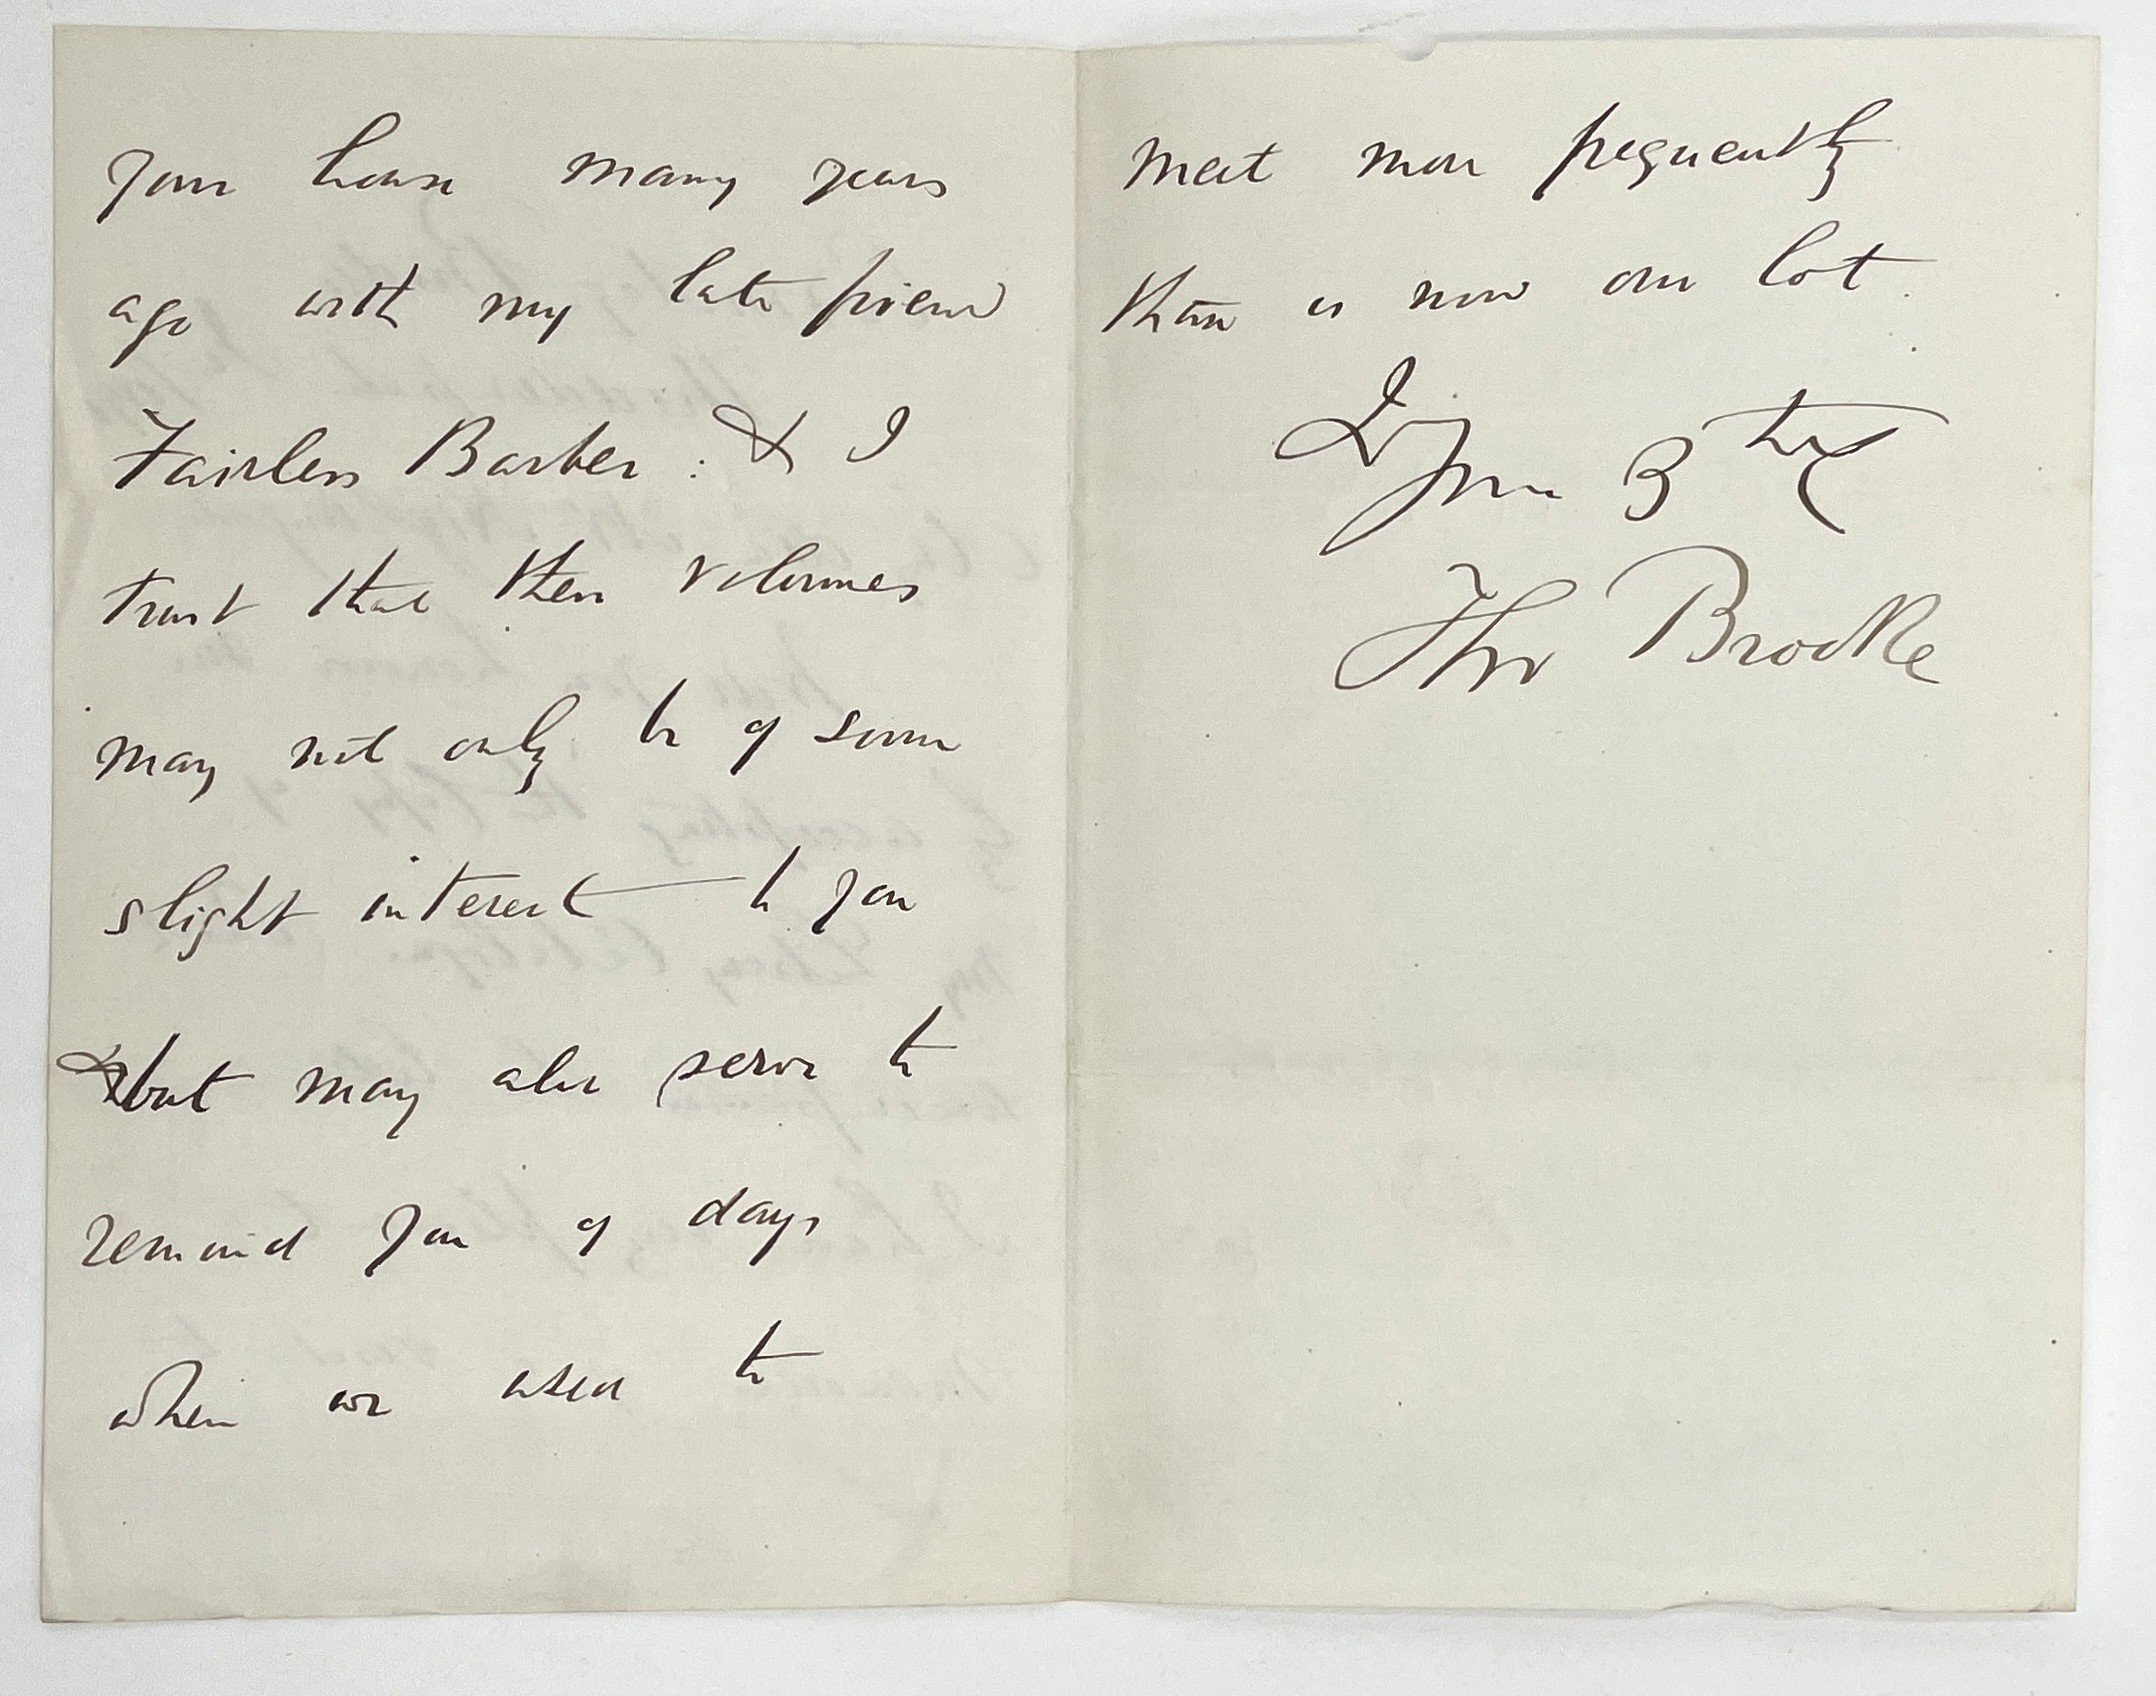 your house many years
ago with my late friend
Fairless Barber : & I
trust that these volumes
may not only be of some
slight interest to you
but may also serve to
remind you of days
when we used to
meet more frequently
than is now our lot.
Thos Brooke